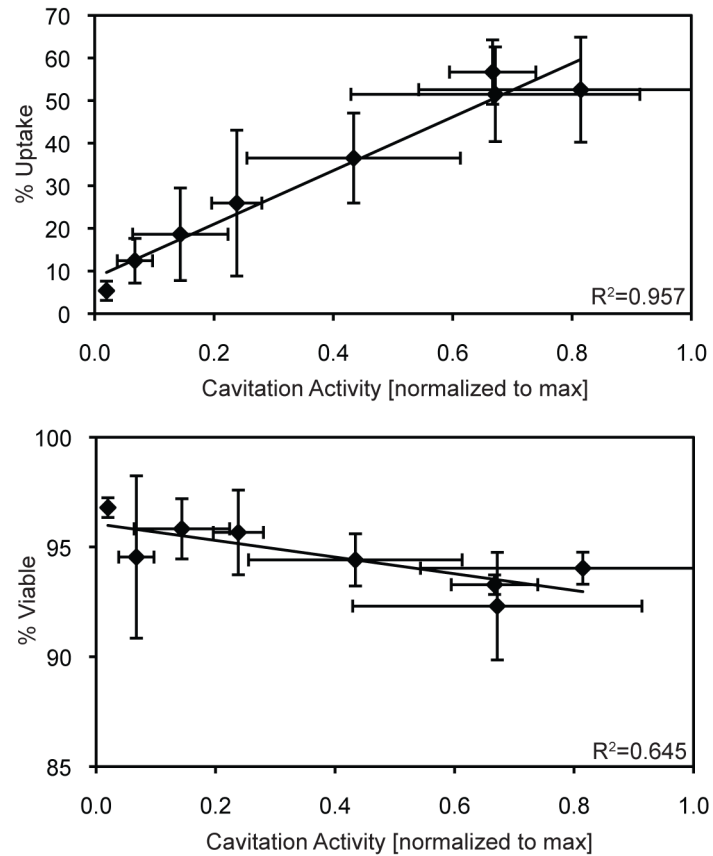 70
60
50
40
30
20
10
0
% Uptake
R²=0.957
0.0 0.2 0.4 0.6 0.8 1.0
Cavitation Activity [normalized to max]
100
95
90
85
% Viable
R²=0.645
0.0 0.2 0.4 0.6 0.8 1.0
Cavitation Activity [normalized to max]